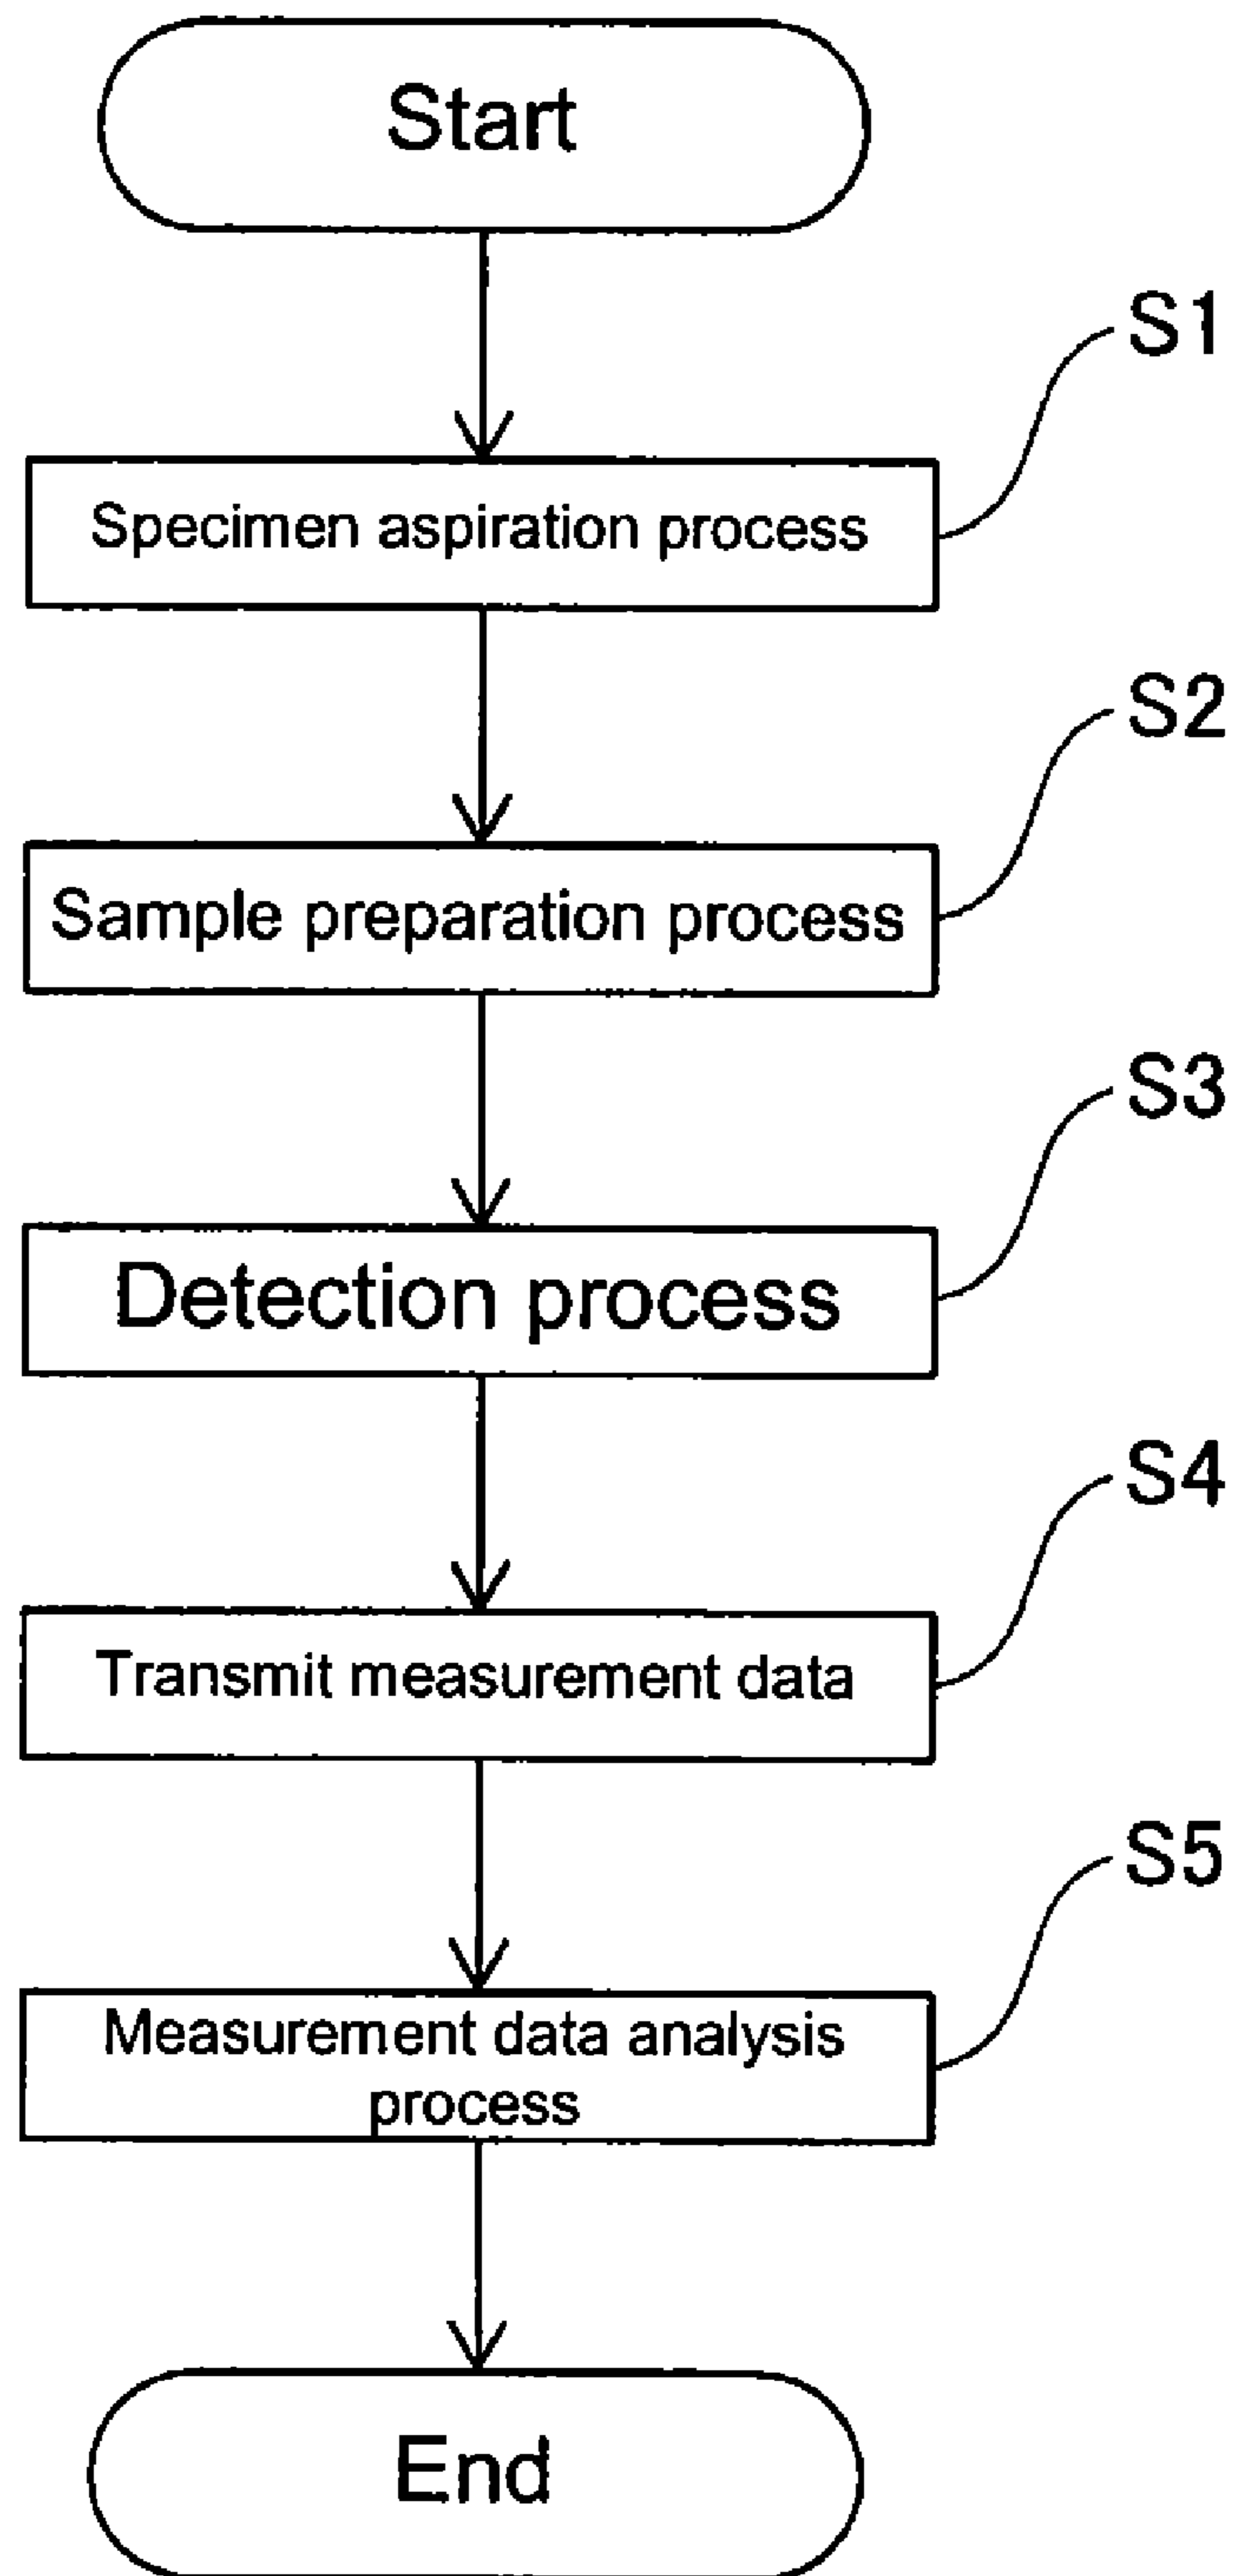 Start
S1
Specimen aspiration process
S2
Sample preparation process
S3
Detection process
S4
Transmit measurement data
S5
Measurement data analysis
process
End